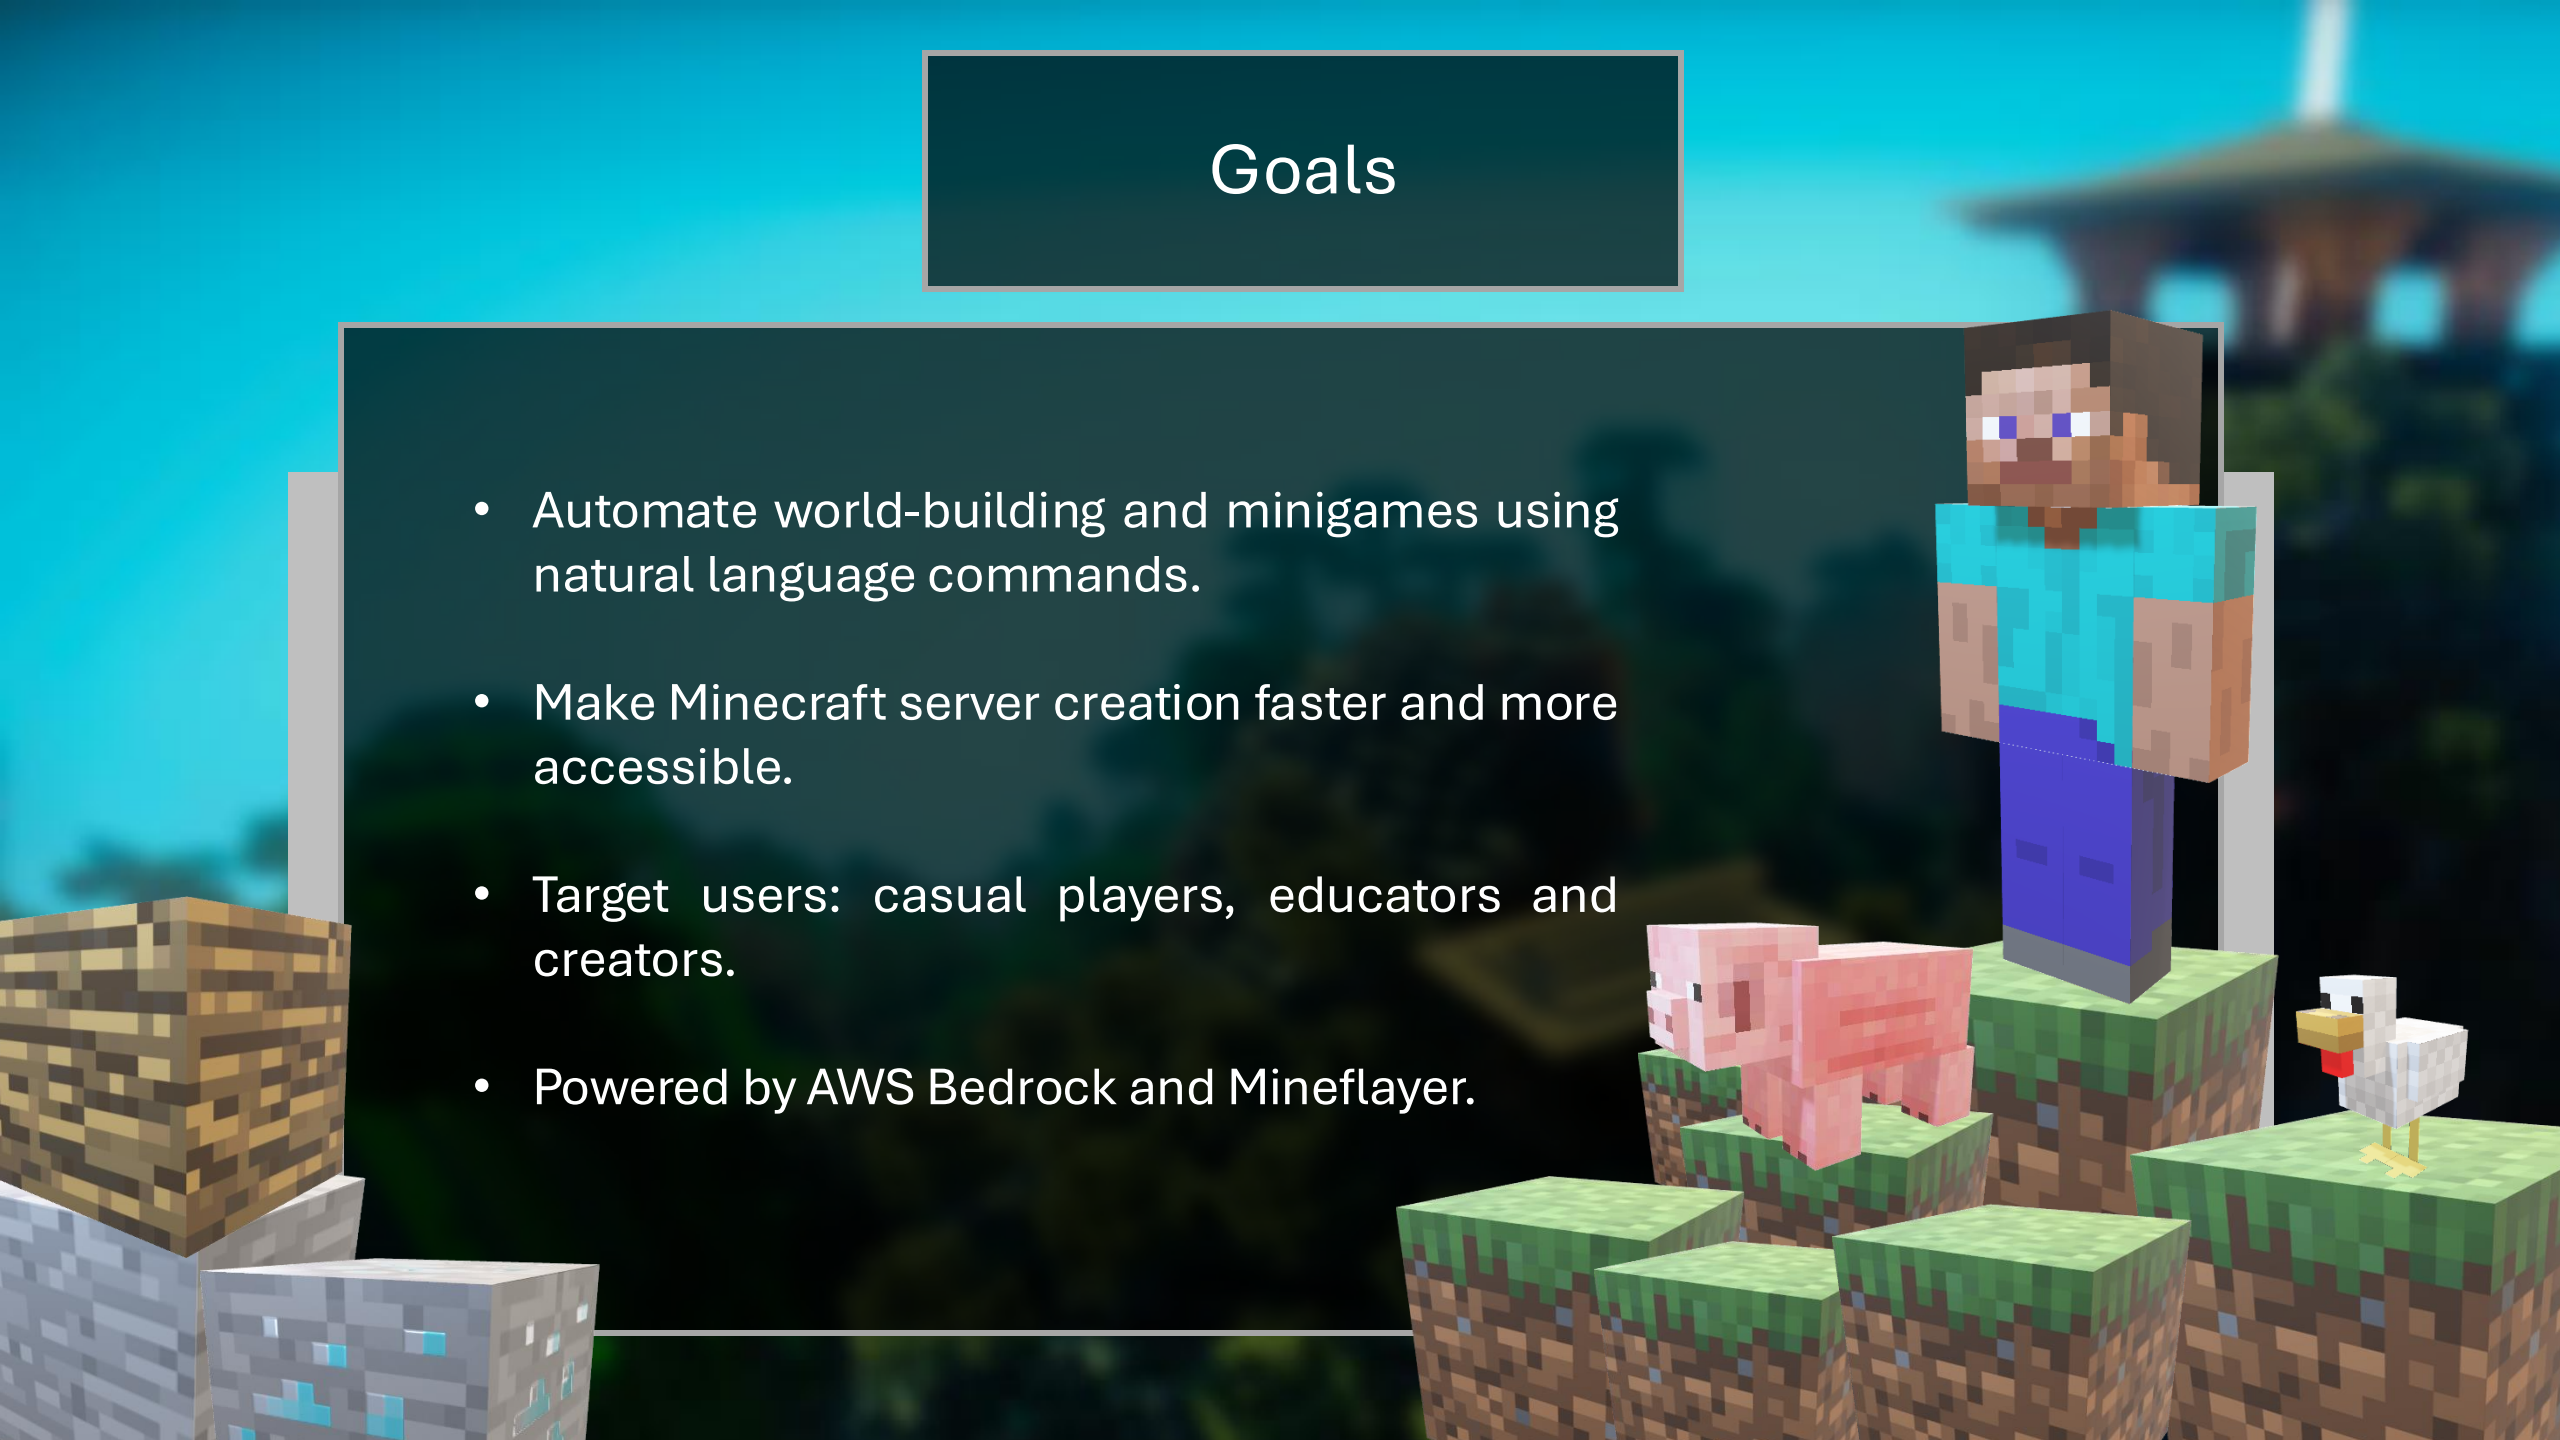 Goals
• Automate world-building and minigames using
natural language commands.
• Make Minecraft server creation faster and more
accessible.
• Target users: casual players, educators and
creators.
• Powered by AWS Bedrock and Mineflayer.